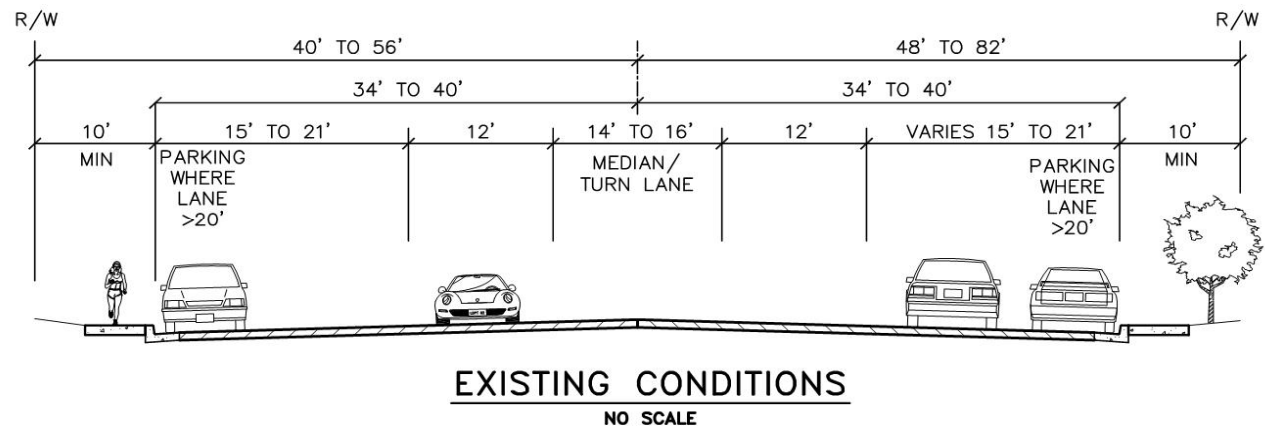 R/W
R/W
40' TO 56'
48' TO 82'
34' TO 40'
34' TO 40'
10'
15' TO 21'
12'
14' TO 16'
12'
VARIES 15' TO 21'
10'
MIN
PARKING
WHERE
LANE
>20'
MEDIAN/
TURN LANE
PARKING
WHERE
LANE
>20'
MIN
EXISTING CONDITIONS
NO SCALE